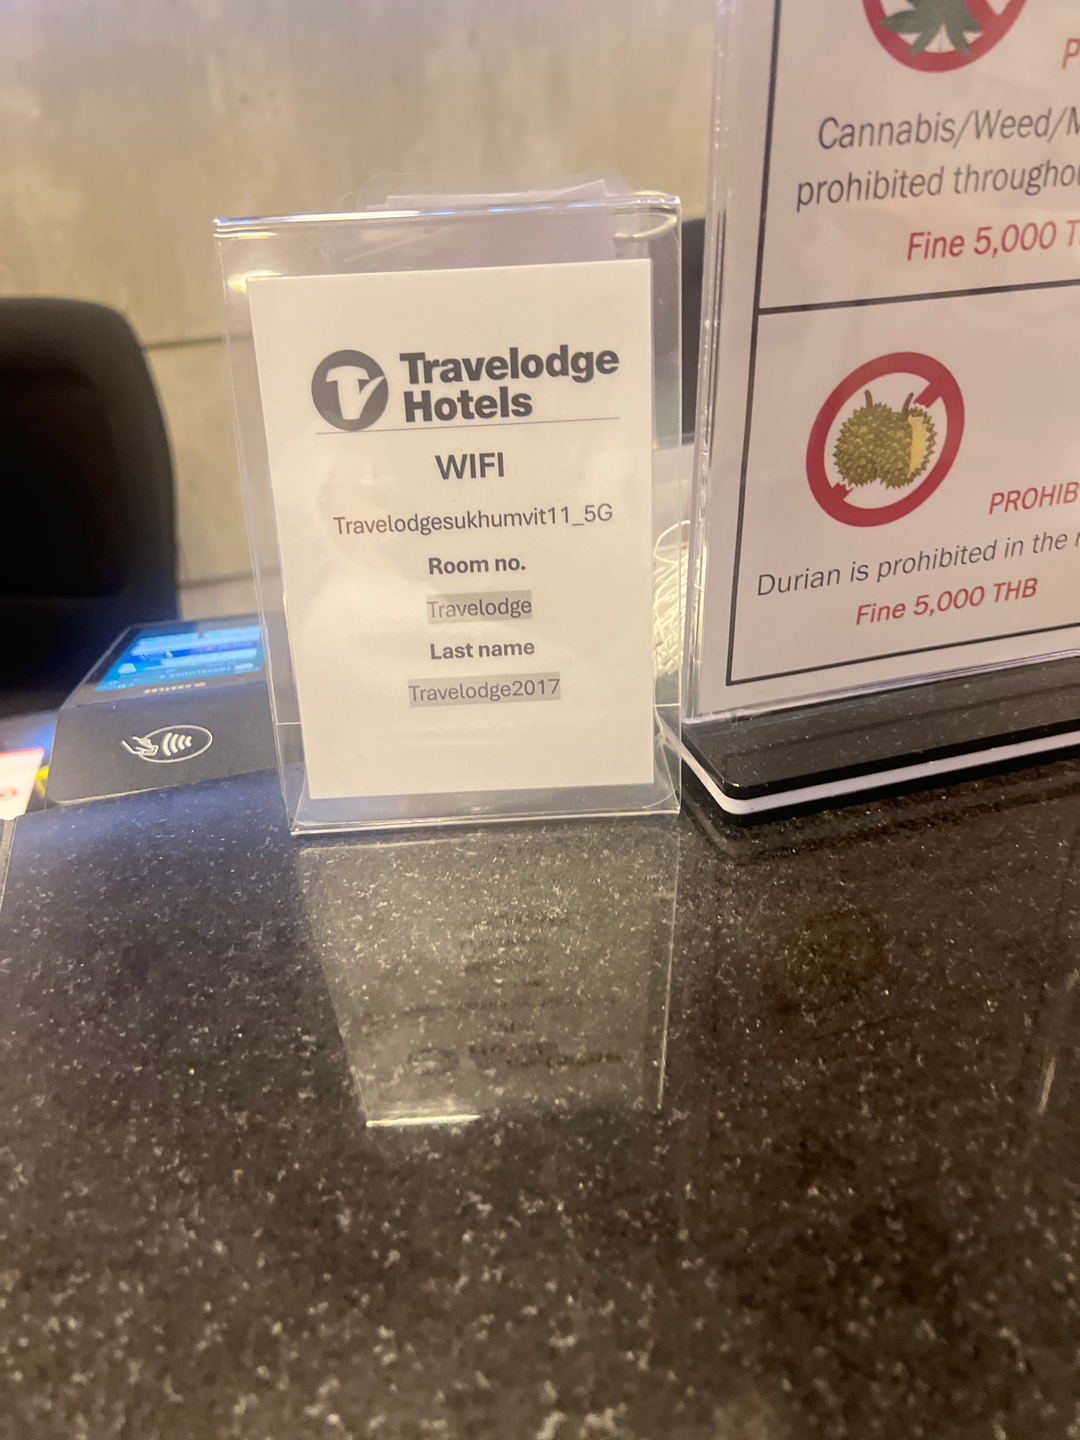 Travelodge
Hotels
WIFI
Travelodgesukhumvit11_5G
Room no.
Travelodge
Last name
Travelodge2017
Cannabis/Weed/M
prohibited throughou
Fine 5,000 T
PROHIB
Durian is prohibited in the r
Fine 5,000 THB